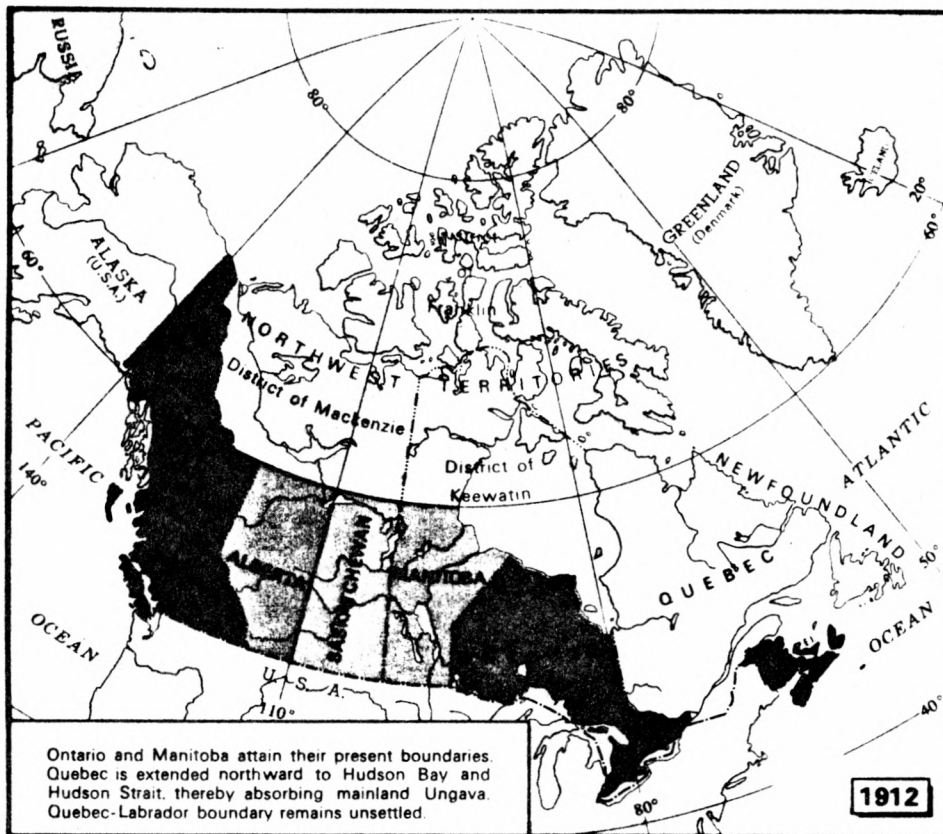 RUSSIA
80°
80°
20°
60°
GREENLAND
(Denmark)
ALASKA
(U.S.A.)
60°
Franklin
NORTHWEST TERRITORIES
District of Mackenzie
District of
Keewatin
PACIFIC
140°
ATLANTIC
NEWFOUNDLAND
50°
ALBERTA
SASKATCHEWAN
MANITOBA
QUEBEC
OCEAN
OCEAN
U.S.A.
110°
40°
80°
Ontario and Manitoba attain their present boundaries.
Quebec is extended northward to Hudson Bay and
Hudson Strait, thereby absorbing mainland Ungava.
Quebec-Labrador boundary remains unsettled.
1912